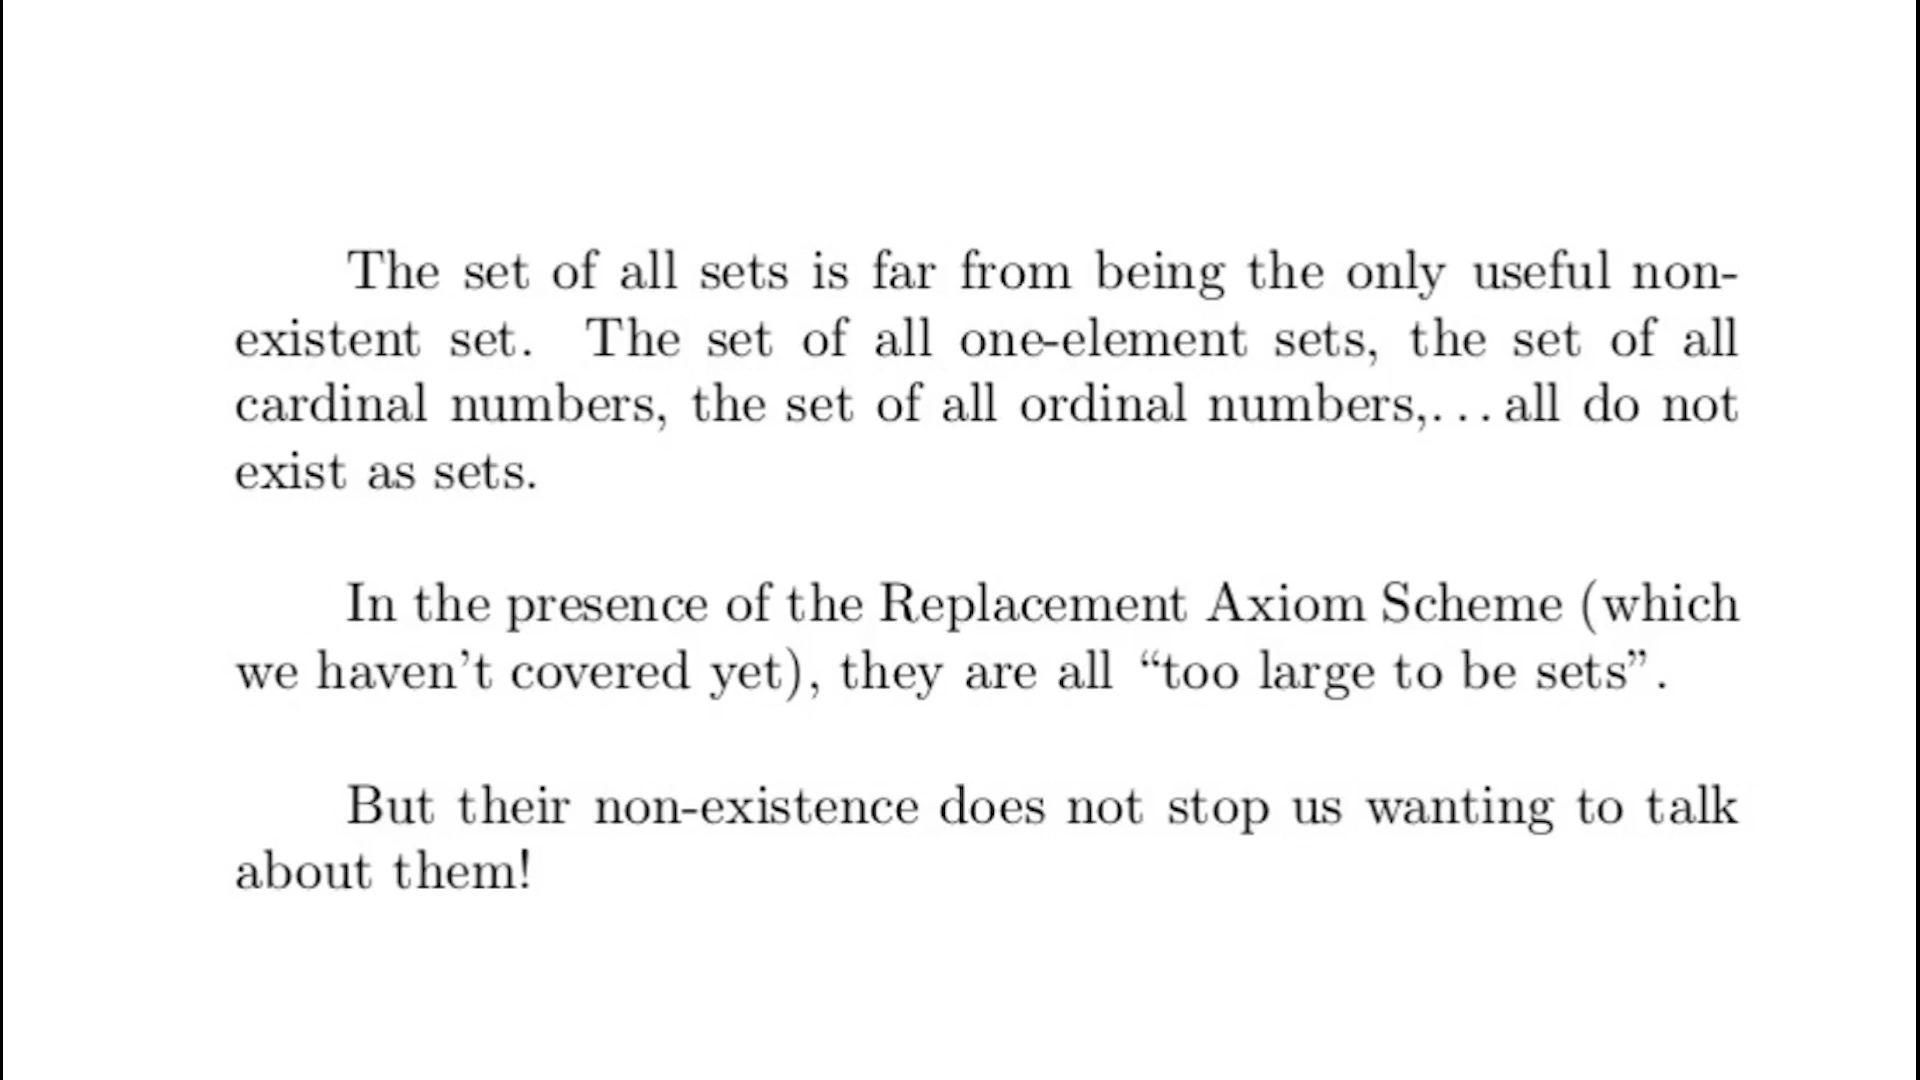 The set of all sets is far from being the only useful non-
existent set. The set of all one-element sets, the set of all
cardinal numbers, the set of all ordinal numbers,... all do not
exist as sets.
In the presence of the Replacement Axiom Scheme (which
we haven’t covered yet), they are all “too large to be sets”.
But their non-existence does not stop us wanting to talk
about them!